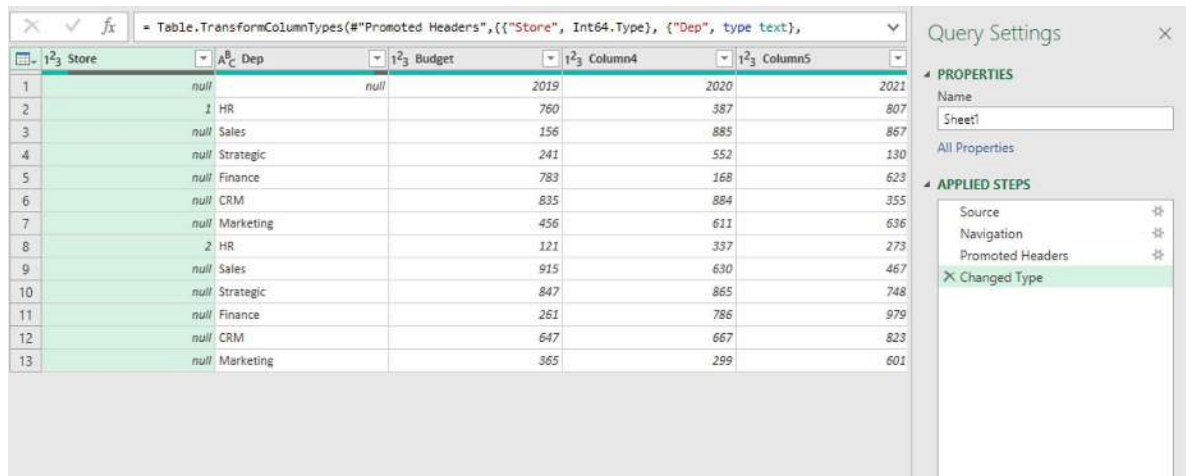 fx = Table.TransformColumnTypes(#"Promoted Headers",{{"Store", Int64.Type}, {"Dep", type text},
1²3 Store ABC Dep 1²3 Budget 1²3 Column4 1²3 Column5
1 null null 2019 2020 2021
2 1 HR 760 387 807
3 null Sales 156 885 867
4 null Strategic 241 552 130
5 null Finance 783 168 623
6 null CRM 835 884 355
7 null Marketing 456 611 636
8 2 HR 121 337 273
9 null Sales 915 630 467
10 null Strategic 847 865 748
11 null Finance 261 786 979
12 null CRM 647 667 823
13 null Marketing 365 299 601
Query Settings
PROPERTIES
Name
Sheet1
All Properties
APPLIED STEPS
Source
Navigation
Promoted Headers
Changed Type